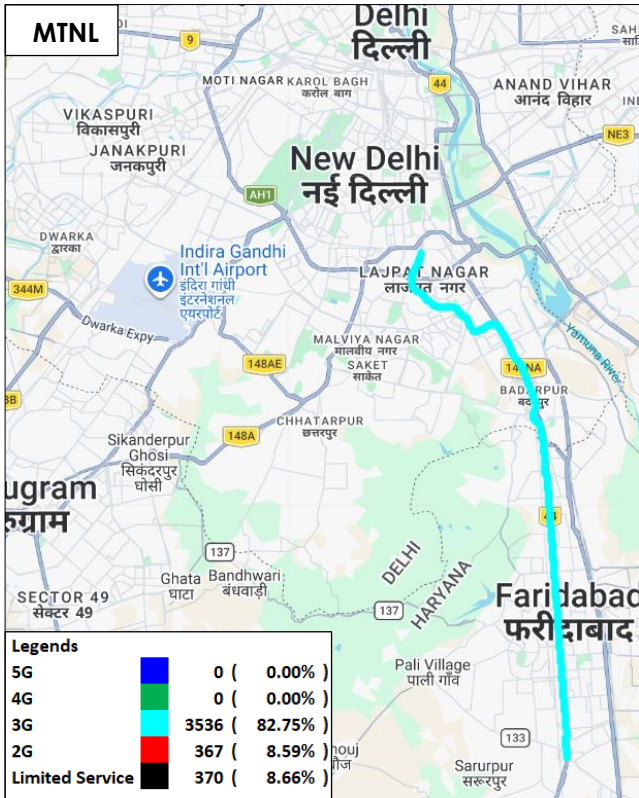 MTNL
Delhi
दिल्ली
9
MOTI NAGAR
KAROL BAGH
करोल बाग
44
ANAND VIHAR
आनंद विहार
VIKASPURI
विकासपुरी
JANAKPURI
जनकपुरी
NE3
New Delhi
नई दिल्ली
AH1
DWARKA
द्वारका
Indira Gandhi
Int'l Airport
इंदिरा गांधी
इंटरनेशनल
एयरपोर्ट
LAJPAT NAGAR
लाजपत नगर
344M
Dwarka Expy
Yamuna River
MALVIYA NAGAR
मालवीय नगर
SAKET
साकेत
148AE
148NA
BADARPUR
बदरपुर
CHHATARPUR
छत्तरपुर
148A
Sikanderpur
Ghosi
सिकंदरपुर
घोसी
ugram
44
137
DELHI
HARYANA
Ghata
घाटा
Bandhwari
बंधवाड़ी
137
SECTOR 49
सेक्टर 49
Faridabad
फरीदाबाद
Pali Village
पाली गाँव
133
Sarurpur
सरूरपुर
Legends
5G 0 ( 0.00% )
4G 0 ( 0.00% )
3G 3536 ( 82.75% )
2G 367 ( 8.59% )
Limited Service 370 ( 8.66% )